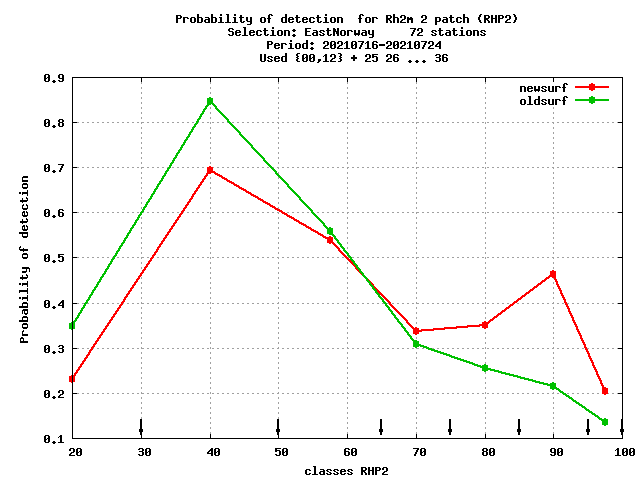 Probability of detection  for Rh2m 2 patch (RHP2)
Selection: EastNorway     72 stations
Period: 20210716-20210724
Used {00,12} + 25 26 ... 36
newsurf
oldsurf
Probability of detection
0.9
0.8
0.7
0.6
0.5
0.4
0.3
0.2
0.1
20 30 40 50 60 70 80 90 100
classes RHP2